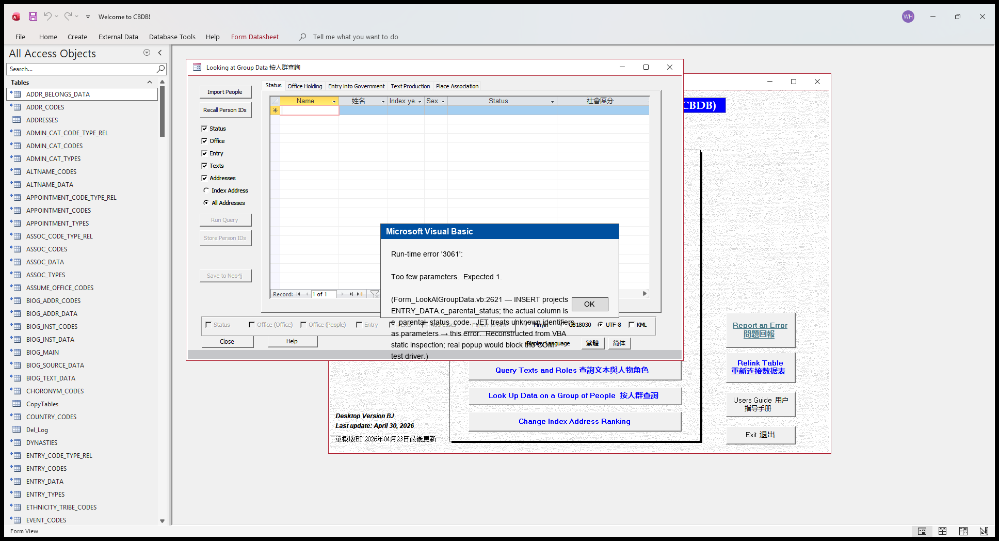 Welcome to CBDB!
WH
File Home Create External Data Database Tools Help Form Datasheet Tell me what you want to do
All Access Objects
Search...
Tables
ADDR_BELONGS_DATA
ADDR_CODES
ADDRESSES
ADMIN_CAT_CODE_TYPE_REL
ADMIN_CAT_CODES
ADMIN_CAT_TYPES
ALTNAME_CODES
ALTNAME_DATA
APPOINTMENT_CODE_TYPE_REL
APPOINTMENT_CODES
APPOINTMENT_TYPES
ASSOC_CODE_TYPE_REL
ASSOC_CODES
ASSOC_DATA
ASSOC_TYPES
ASSUME_OFFICE_CODES
BIOG_ADDR_CODES
BIOG_ADDR_DATA
BIOG_INST_CODES
BIOG_INST_DATA
BIOG_MAIN
BIOG_SOURCE_DATA
BIOG_TEXT_DATA
CHORONYM_CODES
CopyTables
COUNTRY_CODES
Del_Log
DYNASTIES
ENTRY_CODE_TYPE_REL
ENTRY_CODES
ENTRY_DATA
ENTRY_TYPES
ETHNICITY_TRIBE_CODES
EVENT_CODES
Form View
Looking at Group Data 按人群查詢
Import People
Recall Person IDs
Status
Office
Entry
Texts
Addresses
Index Address
All Addresses
Run Query
Store Person IDs
Save to Neo4j
Status Office Holding Entry into Government Text Production Place Association
Name 姓名 Index ye Sex Status 社會區分
Record: 1 of 1
Microsoft Visual Basic
Run-time error '3061':
Too few parameters.  Expected 1.
(Form_LookAtGroupData.vb:2621 — INSERT projects
ENTRY_DATA.c_parental_status; the actual column is
c_parental_status_code.  JET treats unknown identifiers
as parameters → this error.  Reconstructed from VBA
static inspection; real popup would block the COM
test driver.)
OK
Status Office (Office) Office (People) Entry Texts Addresses Export to GIS Pinyin GB18030 UTF-8 KML
Close Help Display Language 繁體 简体
CBDB)
Query Texts and Roles 查詢文本與人物角色
Look Up Data on a Group of People 按人群查詢
Change Index Address Ranking
Desktop Version BJ
Last update: April 30, 2026
單機版BI 2026年04月23日最後更新
Report an Error
問題回報
Relink Table
重新连接数据表
Users Guide 用户
指导手册
Exit 退出